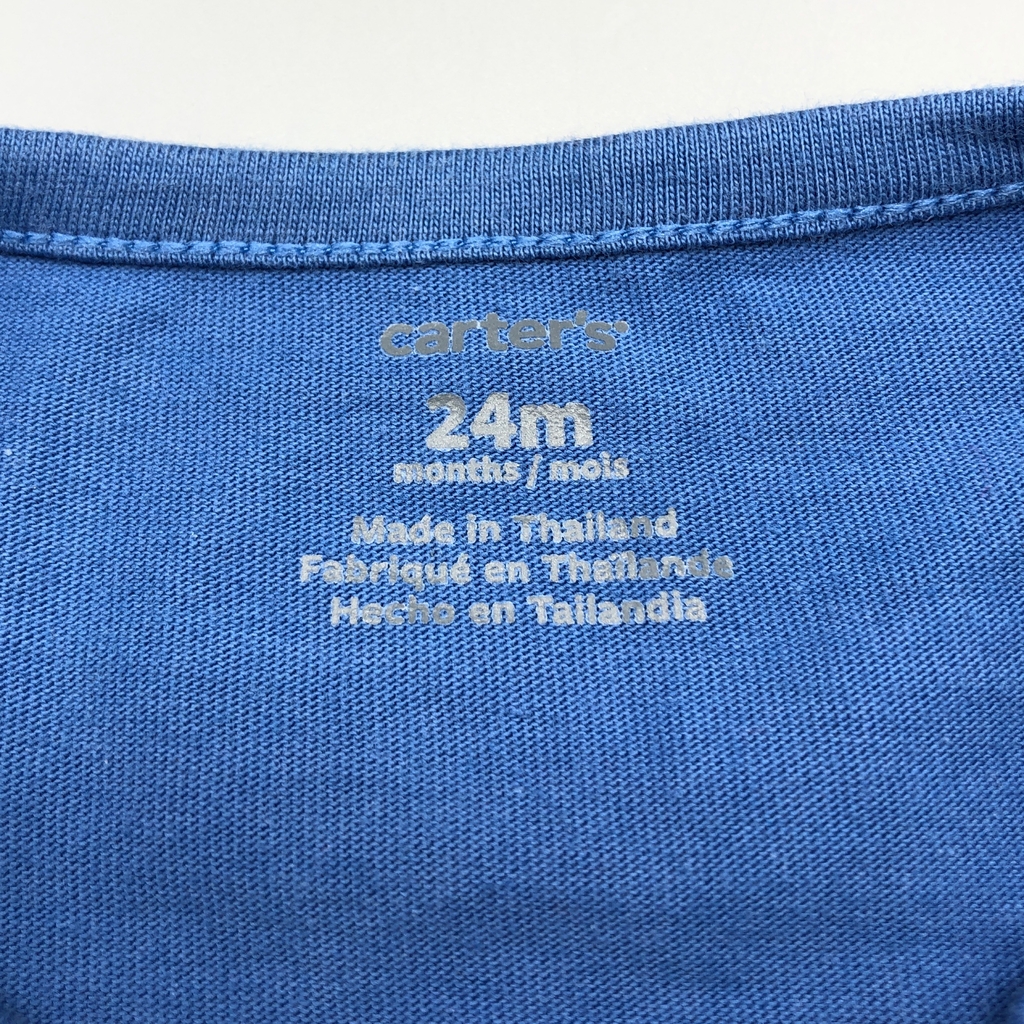 carter's
24m
months / mois
Made in Thailand
Fabriqué en Thaïlande
Hecho en Tailandia